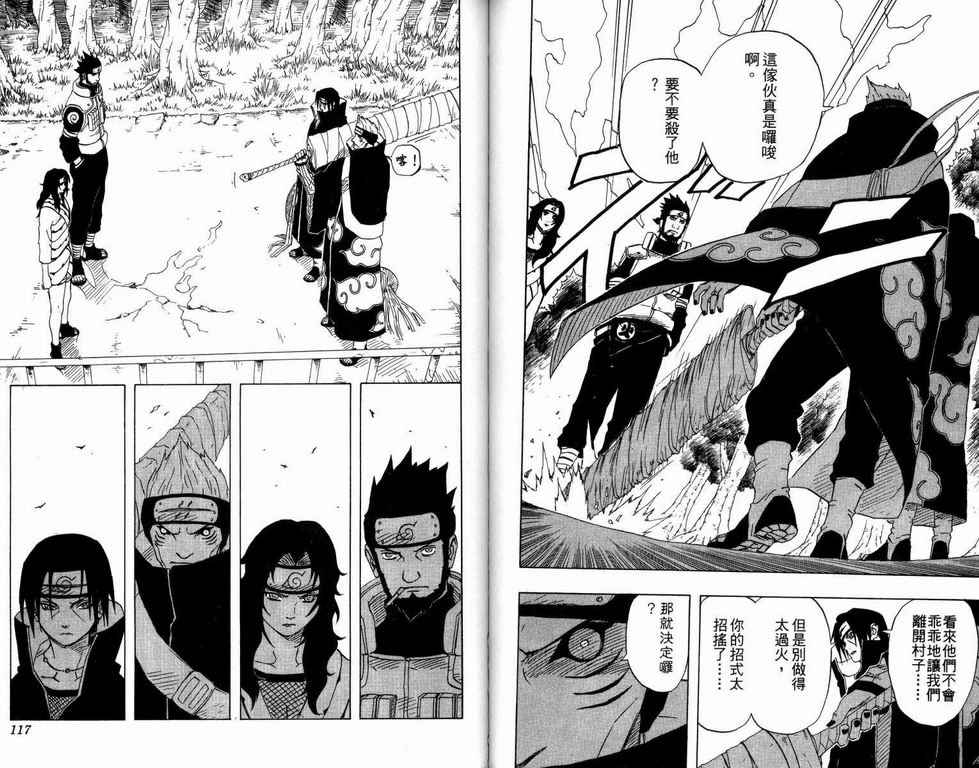 這傢伙真是囉唆
啊。
要不要殺了他
？
看來他們不會
乖乖地讓我們
離開村子……
但是別做得
太過火，
你的招式太
招搖了……
那就決定囉
？
喀！
117